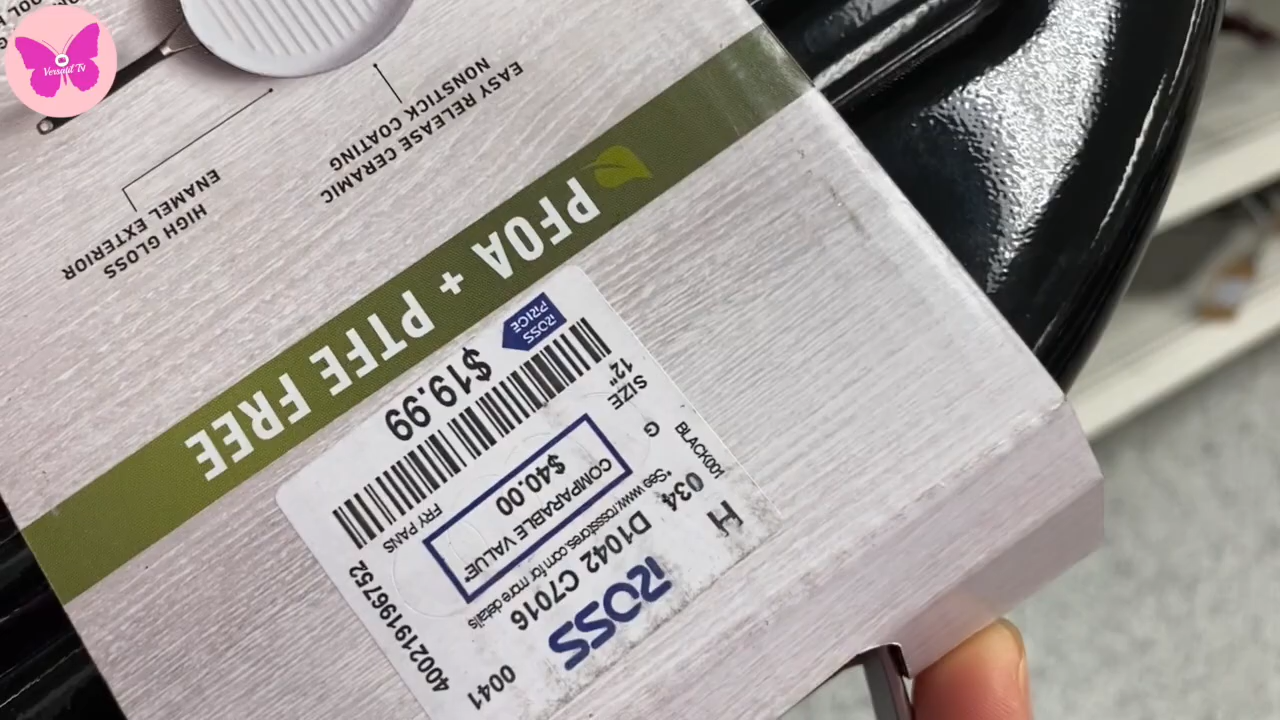 Versaid Tv
EASY RELEASE CERAMIC
NONSTICK COATING
HIGH GLOSS
ENAMEL EXTERIOR
PFOA + PTFE FREE
ROSS
H 034 D1042 C7016 0041
*See www.rossstores.com for more details
BLACK001
COMPARABLE VALUE*
$40.00
G
FRY PANS
SIZE
12"
400219196752
$19.99
ROSS
PRICE